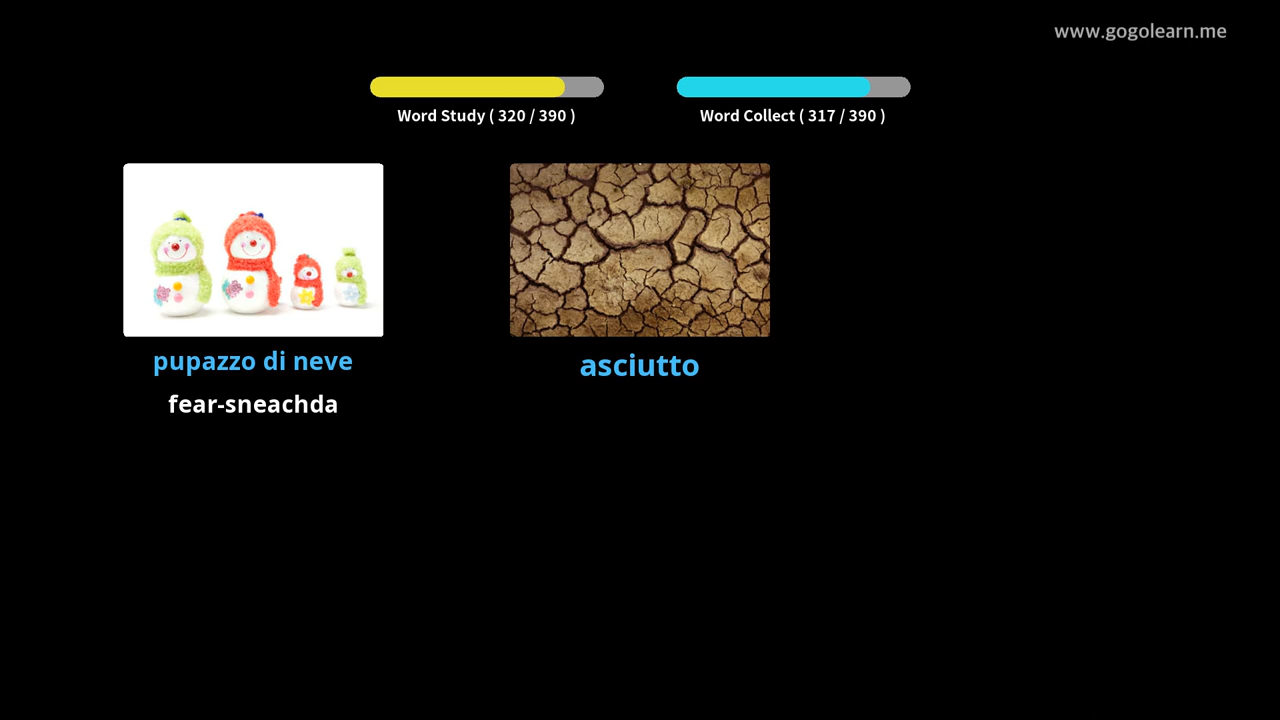 www.gogolearn.me
Word Study ( 320 / 390 )
Word Collect ( 317 / 390 )
pupazzo di neve
fear-sneachda
asciutto